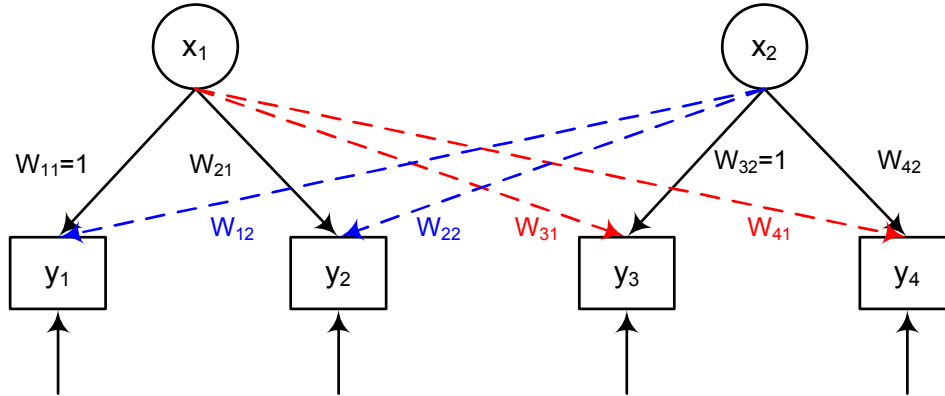 x₁ x₂
W₁₁=1 W₂₁ W₃₂=1 W₄₂
W₁₂ W₂₂ W₃₁ W₄₁
y₁ y₂ y₃ y₄